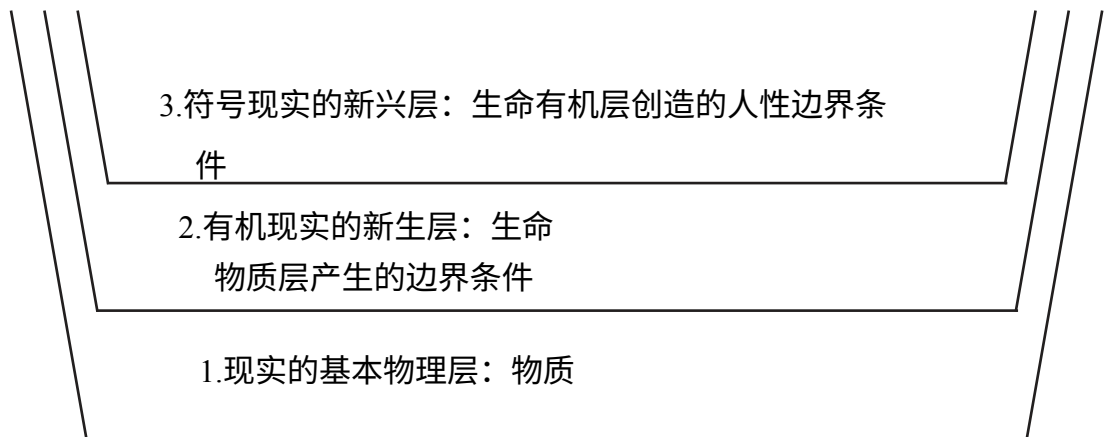 3.符号现实的新兴层：生命有机层创造的人性边界条
件
2.有机现实的新生层：生命
物质层产生的边界条件
1.现实的基本物理层：物质